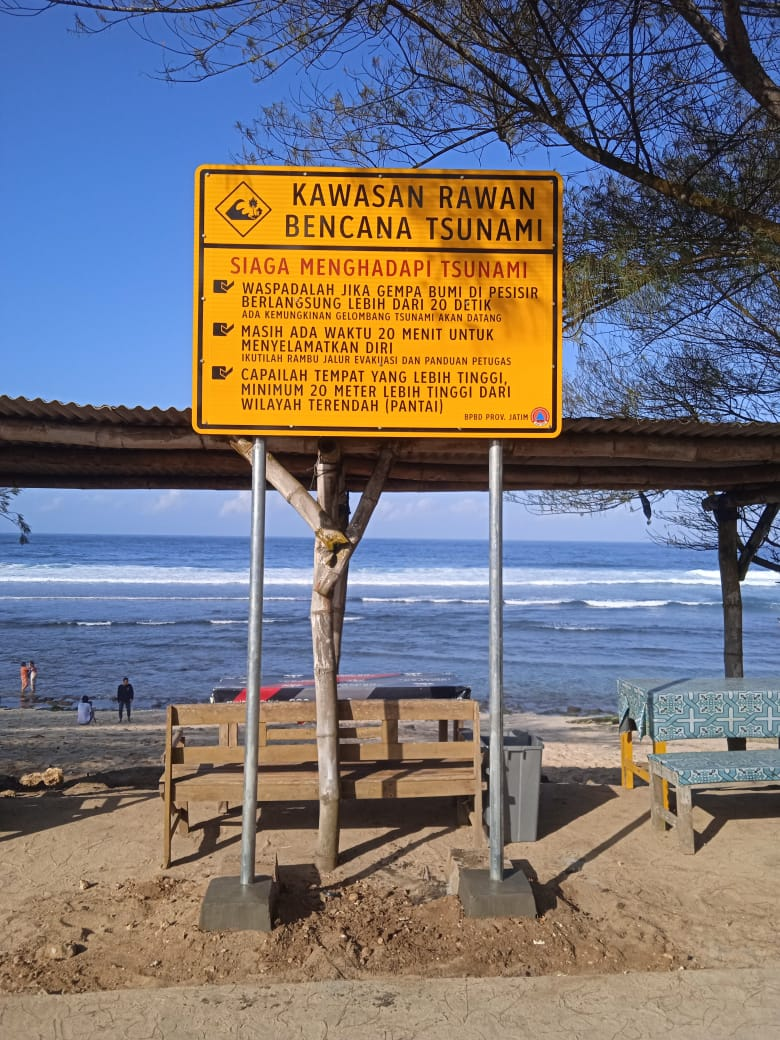 KAWASAN RAWAN
BENCANA TSUNAMI
SIAGA MENGHADAPI TSUNAMI
WASPADALAH JIKA GEMPA BUMI DI PESISIR
BERLANGSUNG LEBIH DARI 20 DETIK
ADA KEMUNGKINAN GELOMBANG TSUNAMI AKAN DATANG
MASIH ADA WAKTU 20 MENIT UNTUK
MENYELAMATKAN DIRI
IKUTILAH RAMBU JALUR EVAKIJASI DAN PANDUAN PETUGAS
CAPAILAH TEMPAT YANG LEBIH TINGGI,
MINIMUM 20 METER LEBIH TINGGI DARI
WILAYAH TERENDAH (PANTAI)
BPBD PROV. JATIM